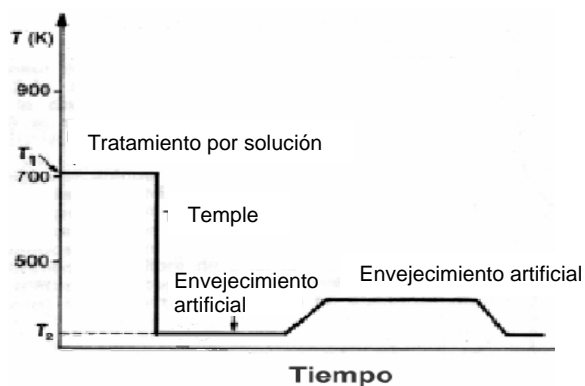 T (K)
900
Tratamiento por solución
T₁
700
Temple
500
Envejecimiento
artificial
Envejecimiento artificial
T₂
Tiempo